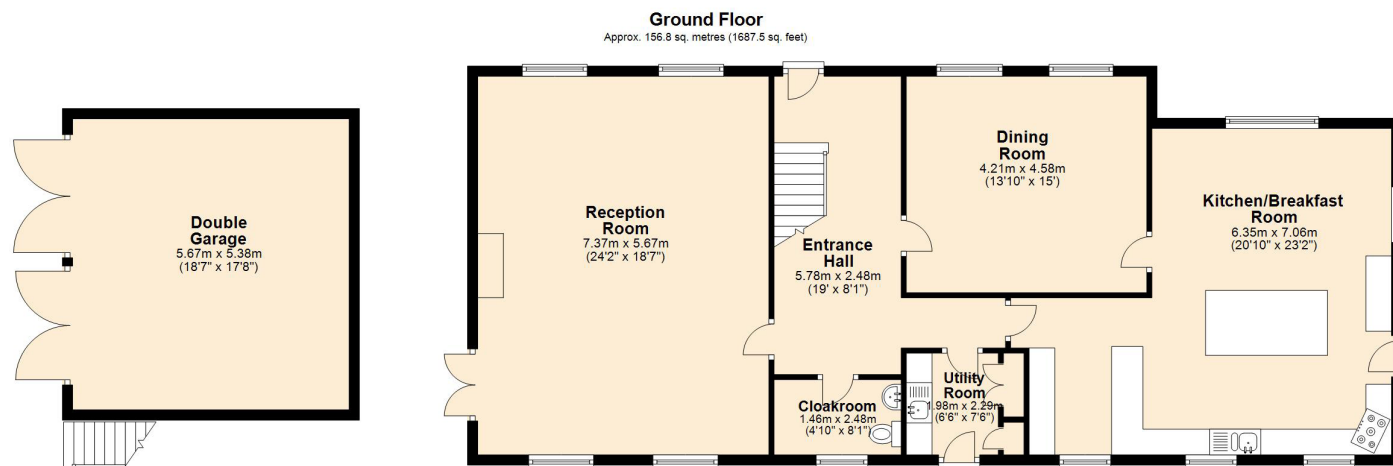 Ground Floor
Approx. 156.8 sq. metres (1687.5 sq. feet)
Double
Garage
5.67m x 5.38m
(18'7" x 17'8")
Reception
Room
7.37m x 5.67m
(24'2" x 18'7")
Entrance
Hall
5.78m x 2.48m
(19' x 8'1")
Dining
Room
4.21m x 4.58m
(13'10" x 15')
Kitchen/Breakfast
Room
6.35m x 7.06m
(20'10" x 23'2")
Cloakroom
1.46m x 2.48m
(4'10" x 8'1")
Utility
Room
1.98m x 2.29m
(6'6" x 7'6")